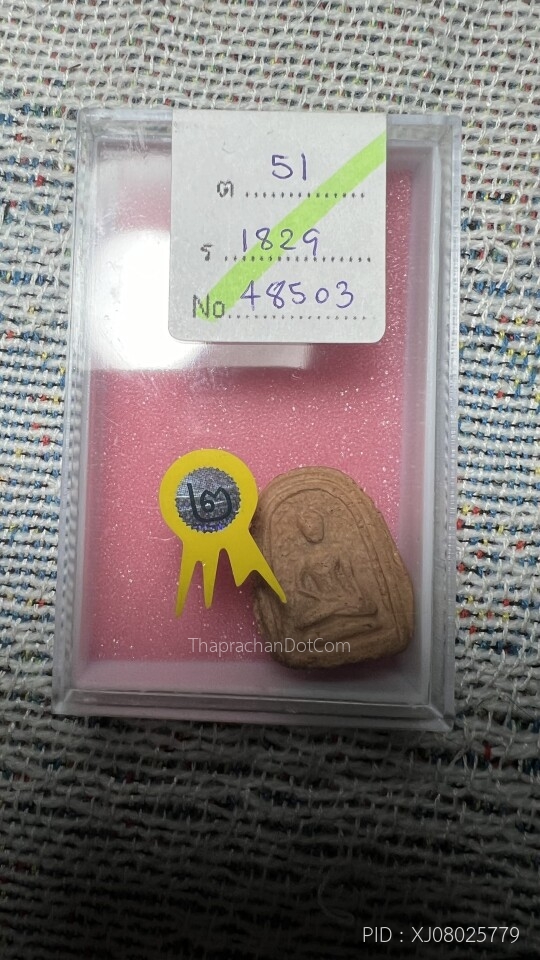 ต 51
ร 1829
No 48503
๒
ThaprachanDotCom
PID : XJ08025779